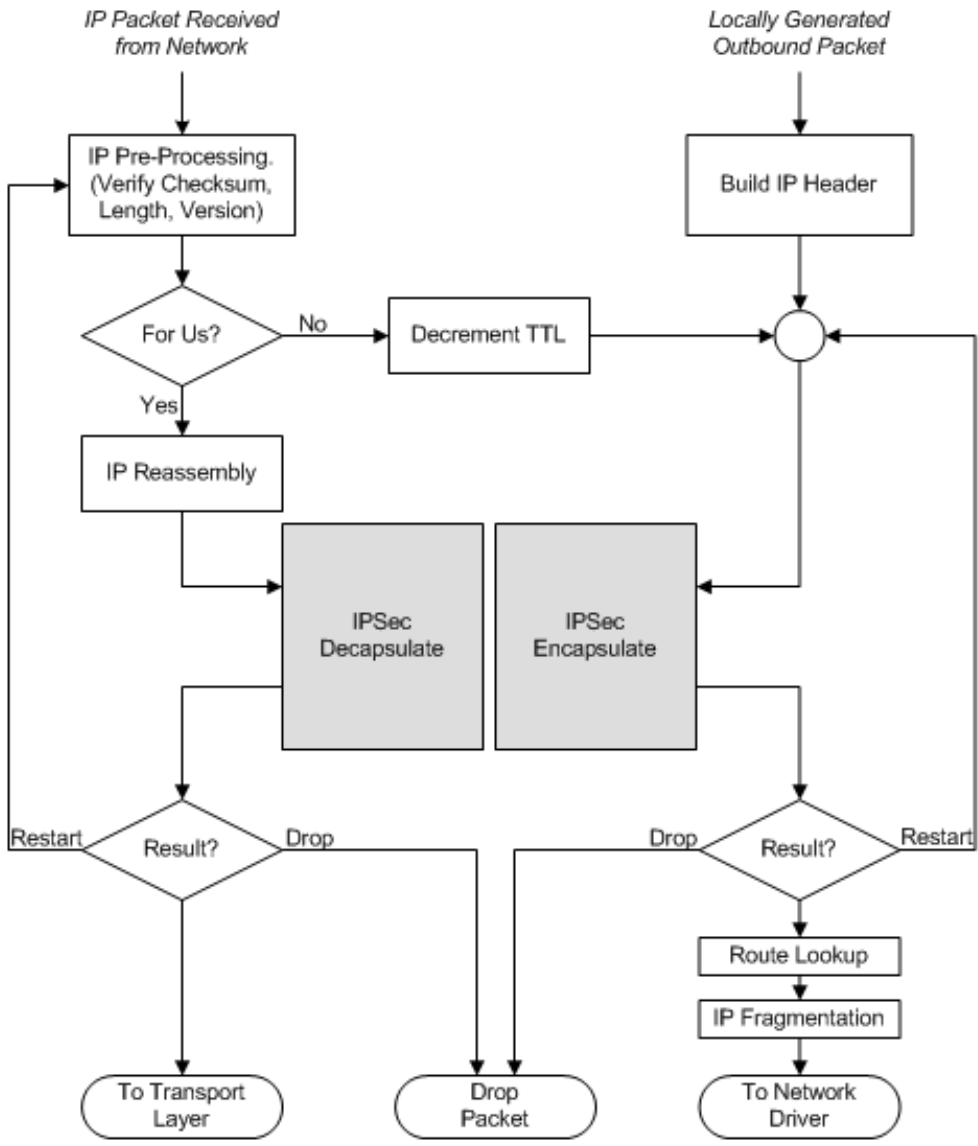 IP Packet Received
from Network
Locally Generated
Outbound Packet
IP Pre-Processing.
(Verify Checksum,
Length, Version)
Build IP Header
For Us?
No
Decrement TTL
Yes
IP Reassembly
IPSec
Decapsulate
IPSec
Encapsulate
Restart
Result?
Drop
Drop
Result?
Restart
Route Lookup
IP Fragmentation
To Transport
Layer
Drop
Packet
To Network
Driver